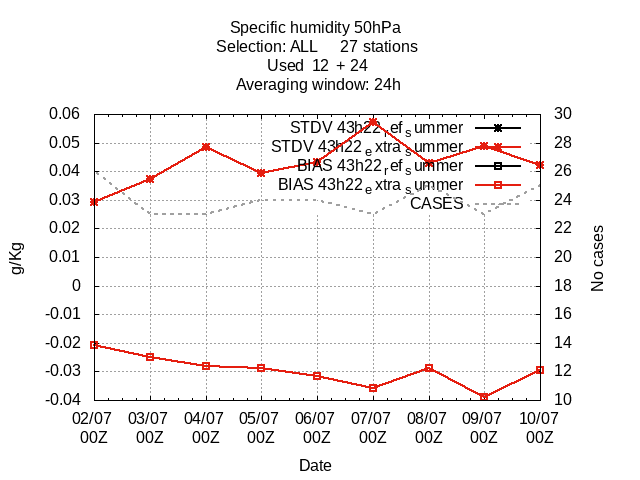 Specific humidity 50hPa
Selection: ALL 27 stations
Used 12 + 24
Averaging window: 24h
STDV 43h22refsummer
STDV 43h22extrasummer
BIAS 43h22refsummer
BIAS 43h22extrasummer
CASES
0.06
0.05
0.04
0.03
0.02
0.01
0
-0.01
-0.02
-0.03
-0.04
g/Kg
30
28
26
24
22
20
18
16
14
12
10
No cases
02/07 03/07 04/07 05/07 06/07 07/07 08/07 09/07 10/07
00Z 00Z 00Z 00Z 00Z 00Z 00Z 00Z 00Z
Date